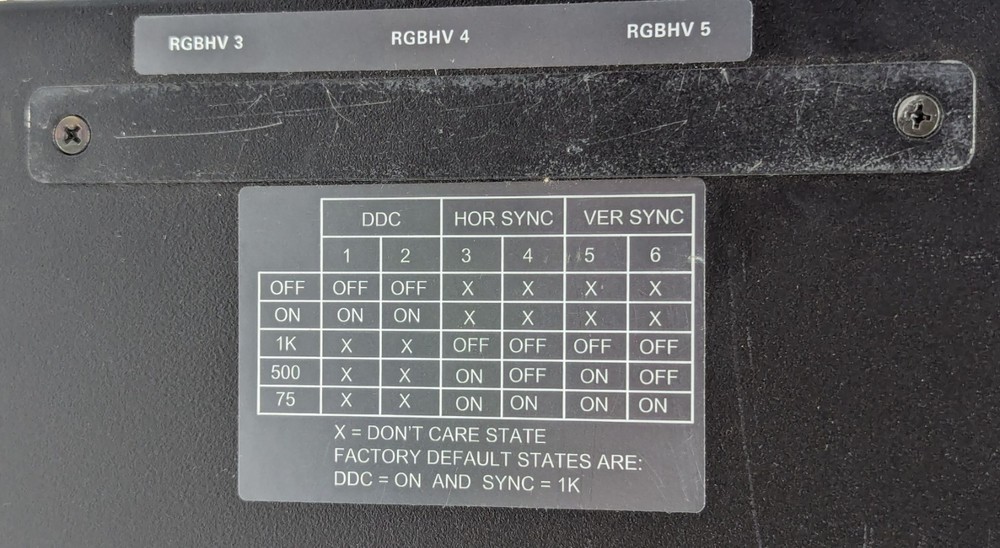 RGBHV 3 RGBHV 4 RGBHV 5
DDC HOR SYNC VER SYNC
1 2 3 4 5 6
OFF OFF OFF X X X X
ON ON ON X X X X
1K X X OFF OFF OFF OFF
500 X X ON OFF ON OFF
75 X X ON ON ON ON
X = DON'T CARE STATE
FACTORY DEFAULT STATES ARE:
DDC = ON AND SYNC = 1K